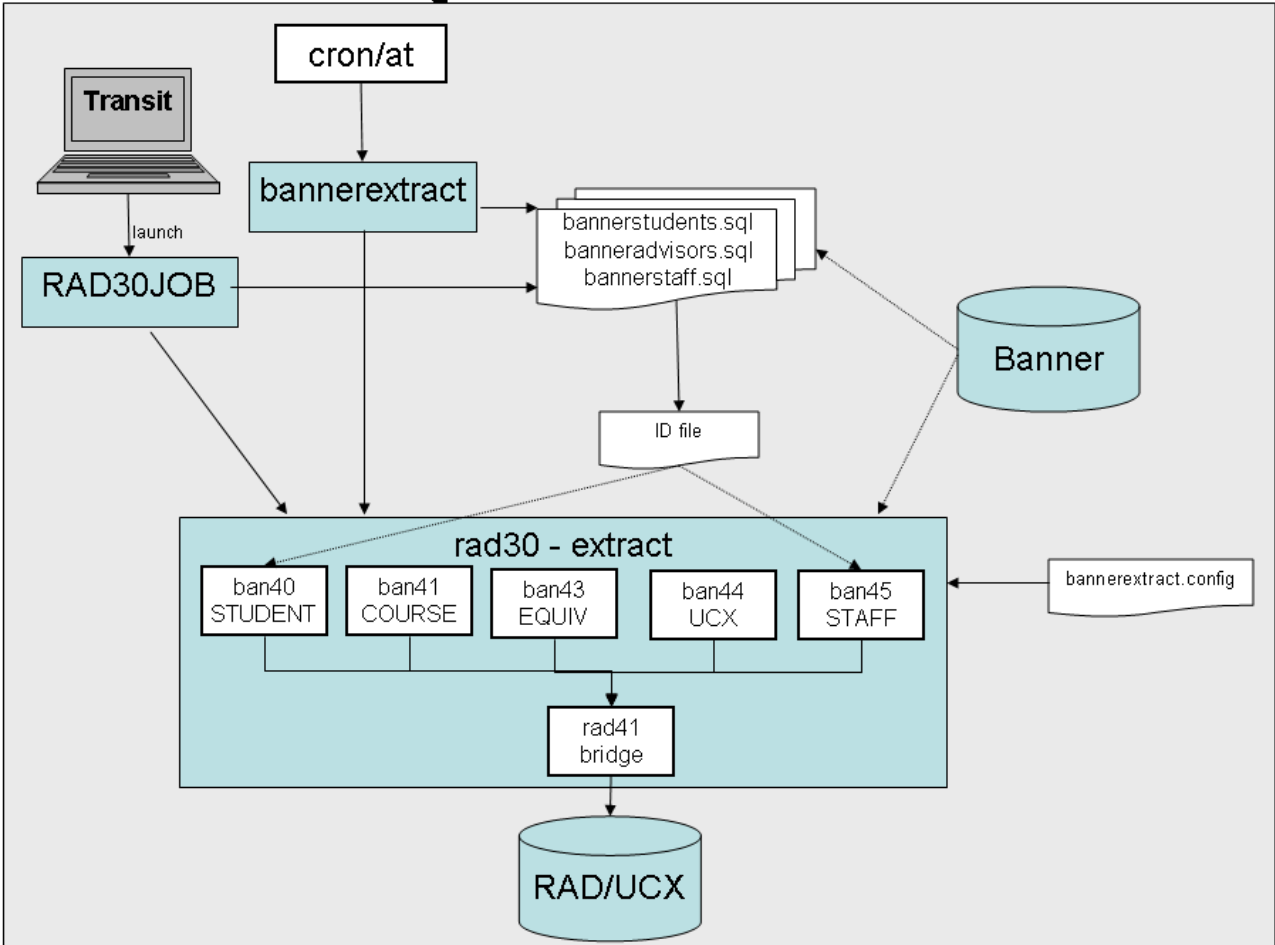 cron/at
Transit
bannerextract
launch
bannerstudents.sql
banneradvisors.sql
bannerstaff.sql
RAD30JOB
Banner
ID file
rad30 - extract
ban40
STUDENT
ban41
COURSE
ban43
EQUIV
ban44
UCX
ban45
STAFF
bannerextract.config
rad41
bridge
RAD/UCX